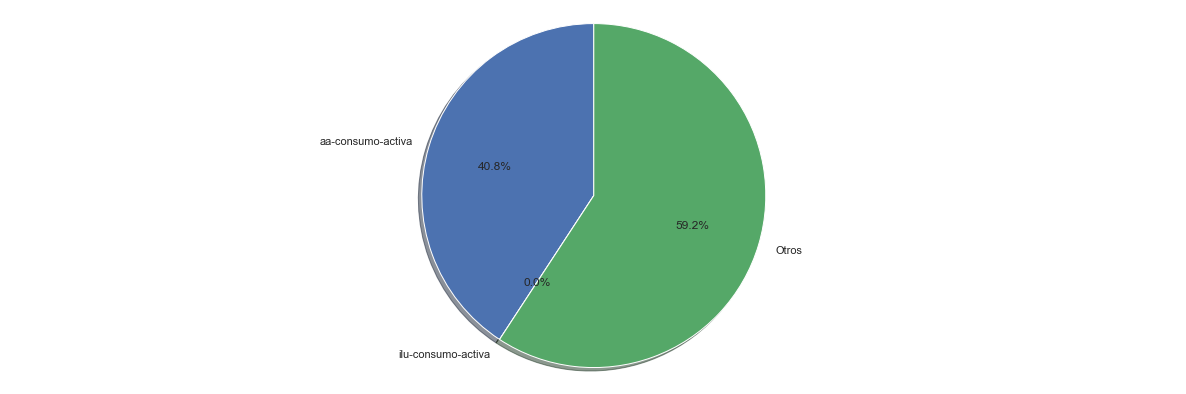 aa-consumo-activa
40.8%
59.2%
Otros
0.0%
ilu-consumo-activa